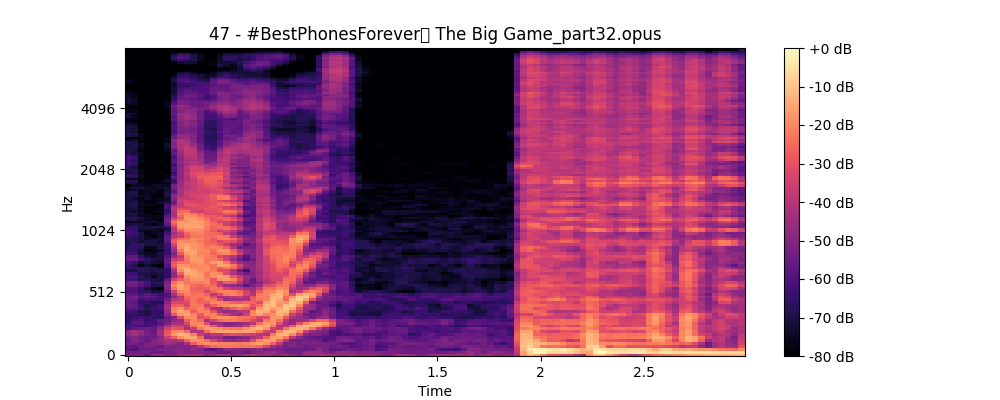 47 - #BestPhonesForever▯ The Big Game_part32.opus
+0 dB
-10 dB
-20 dB
-30 dB
-40 dB
-50 dB
-60 dB
-70 dB
-80 dB
4096
2048
1024
512
0
Hz
0
0.5
1
1.5
2
2.5
Time